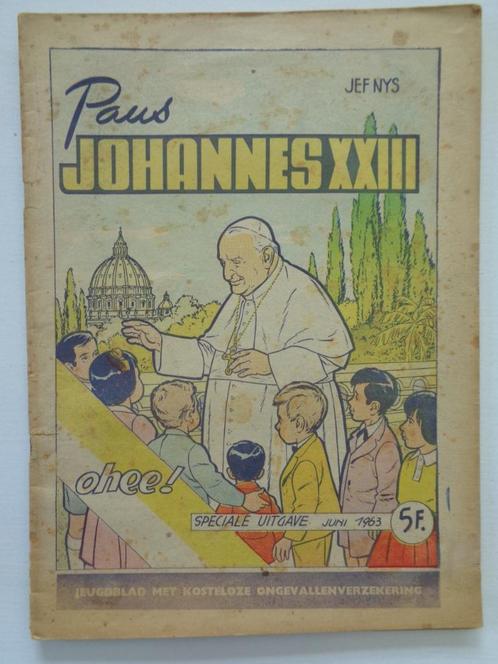 JEF NYS
Paus
JOHANNES XXIII
ohee!
SPECIALE UITGAVE JUNI 1963
5F.
JEUGDBLAD MET KOSTELOZE ONGEVALLENVERZEKERING